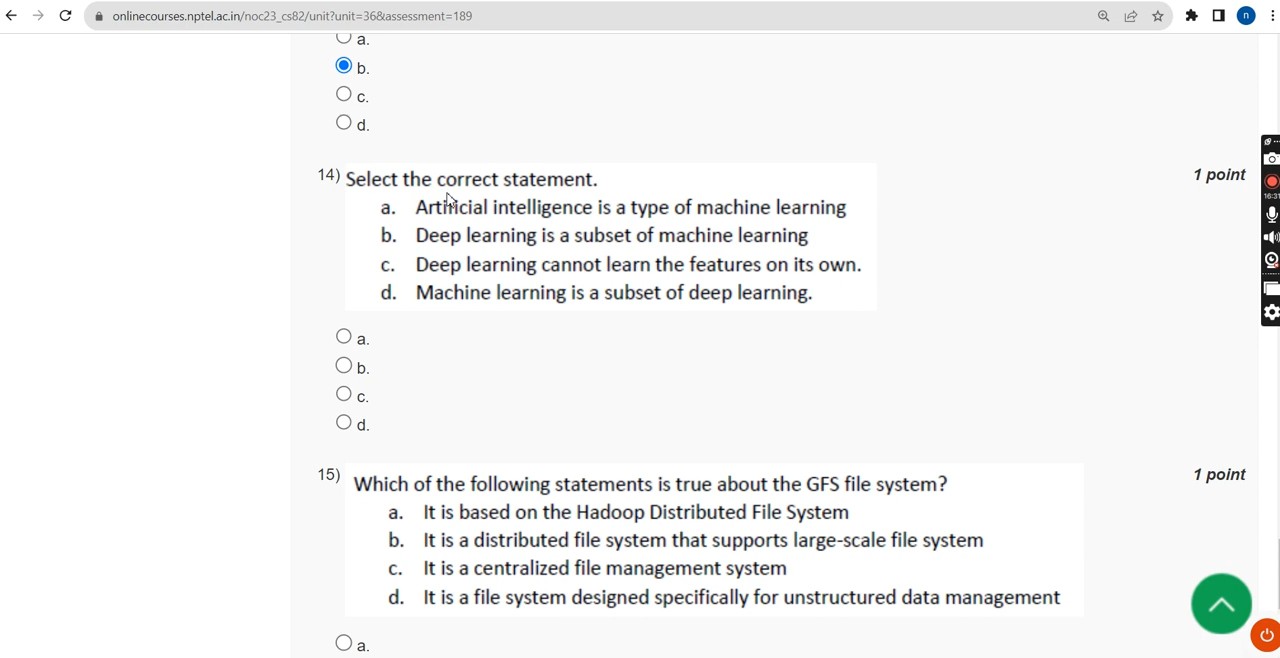 onlinecourses.nptel.ac.in/noc23_cs82/unit?unit=36&assessment=189
n
a.
b.
c.
d.
14) Select the correct statement. 1 point
a. Artificial intelligence is a type of machine learning
b. Deep learning is a subset of machine learning
c. Deep learning cannot learn the features on its own.
d. Machine learning is a subset of deep learning.
a.
b.
c.
d.
15) Which of the following statements is true about the GFS file system? 1 point
a. It is based on the Hadoop Distributed File System
b. It is a distributed file system that supports large-scale file system
c. It is a centralized file management system
d. It is a file system designed specifically for unstructured data management
a.